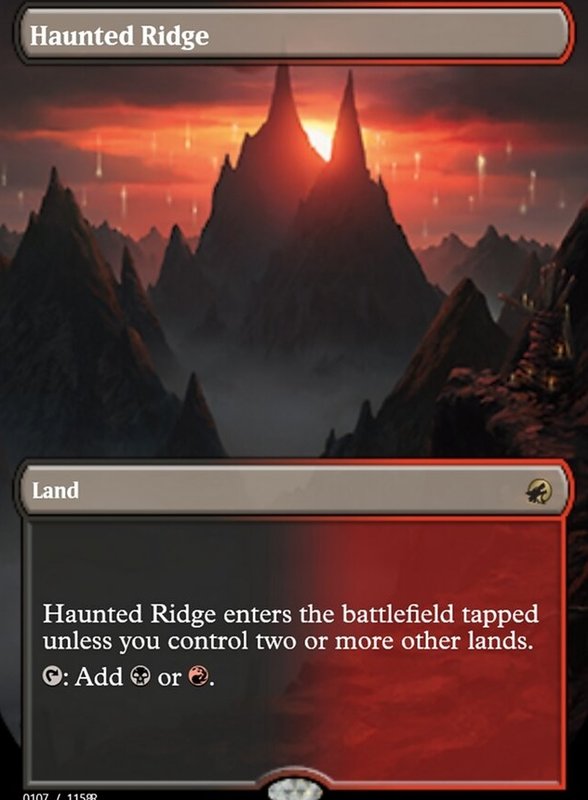 Haunted Ridge
Land
Haunted Ridge enters the battlefield tapped
unless you control two or more other lands.
: Add or .